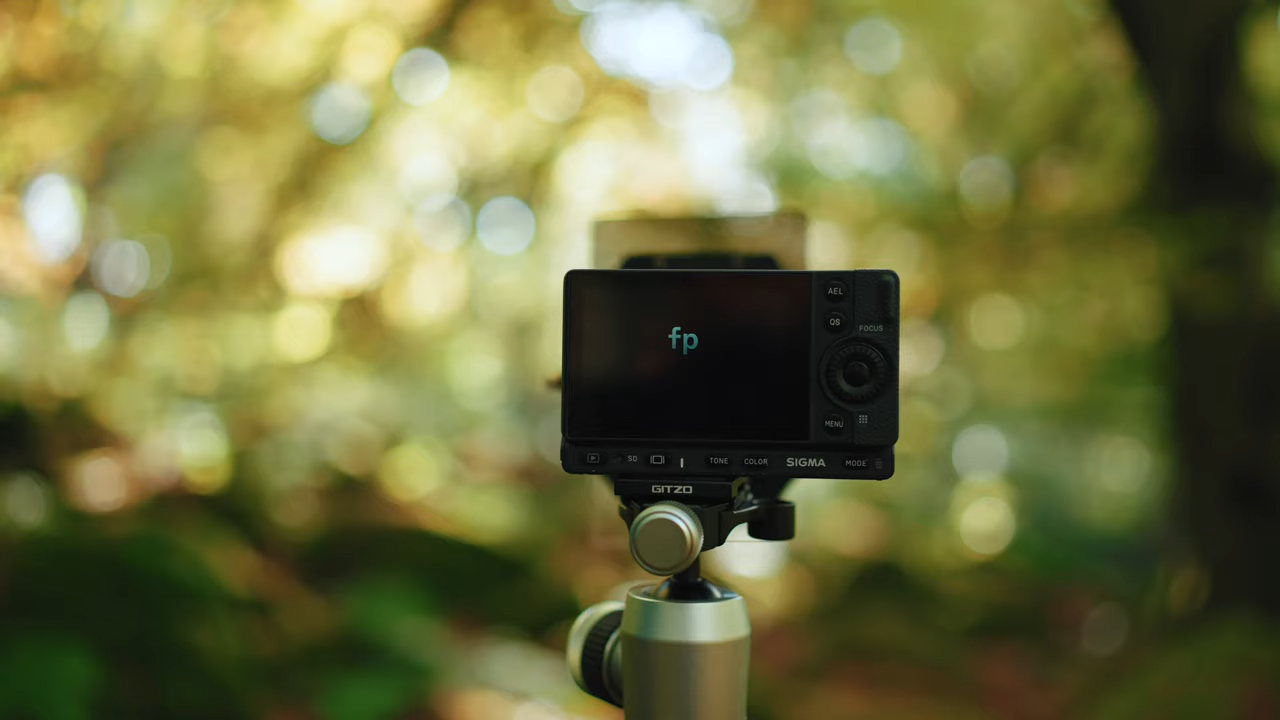 fp
AEL
QS
FOCUS
MENU
SD
TONE COLOR SIGMA MODE
GITZO